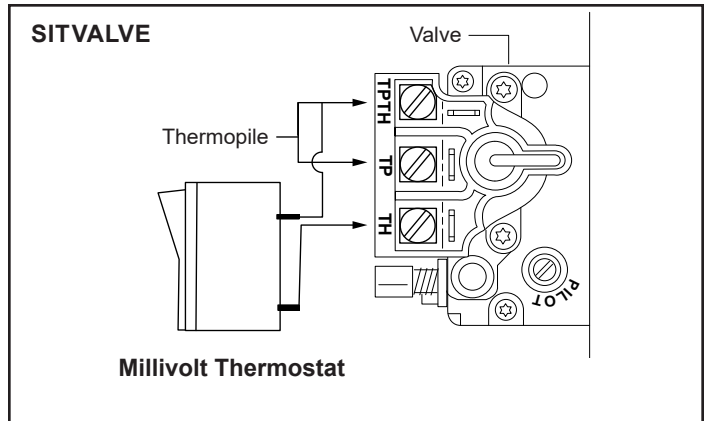 SITVALVE
Valve
TPTH
Thermopile
TP
TH
PILOT
Millivolt Thermostat